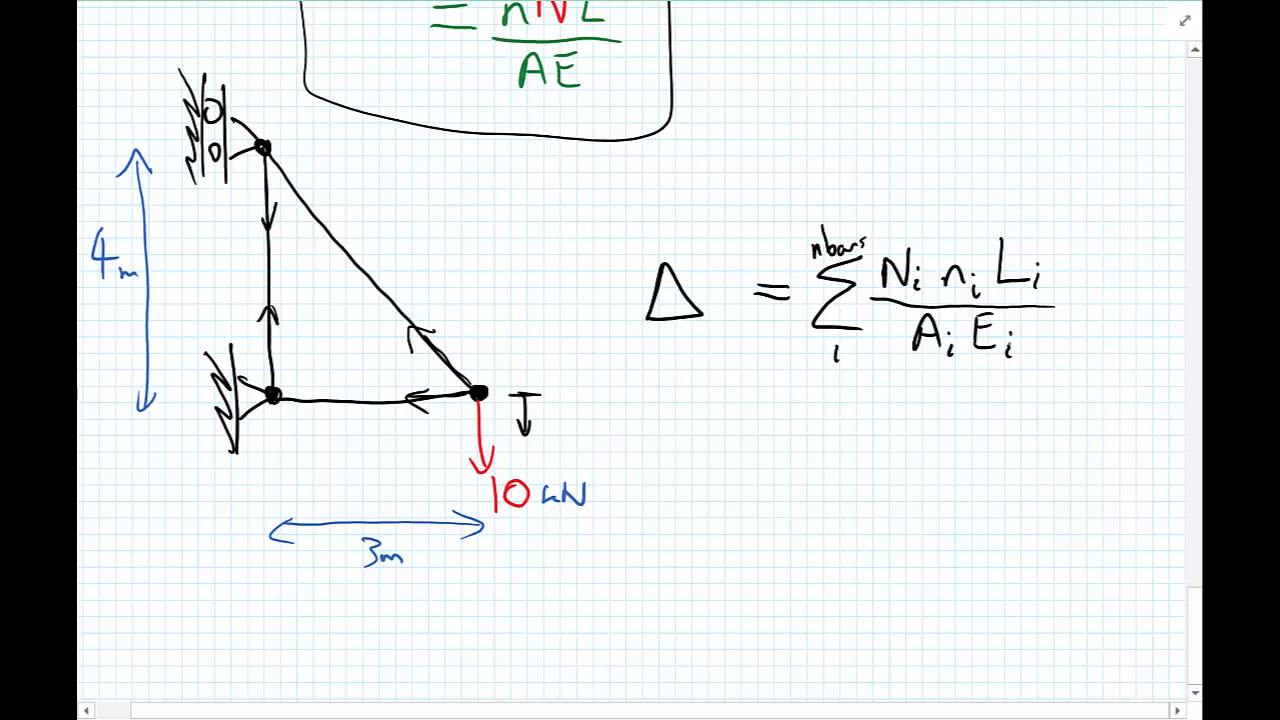 = nNL
AE
4m
Δ = nbars Σ i Ni ni Li
Ai Ei
10 kN
3m